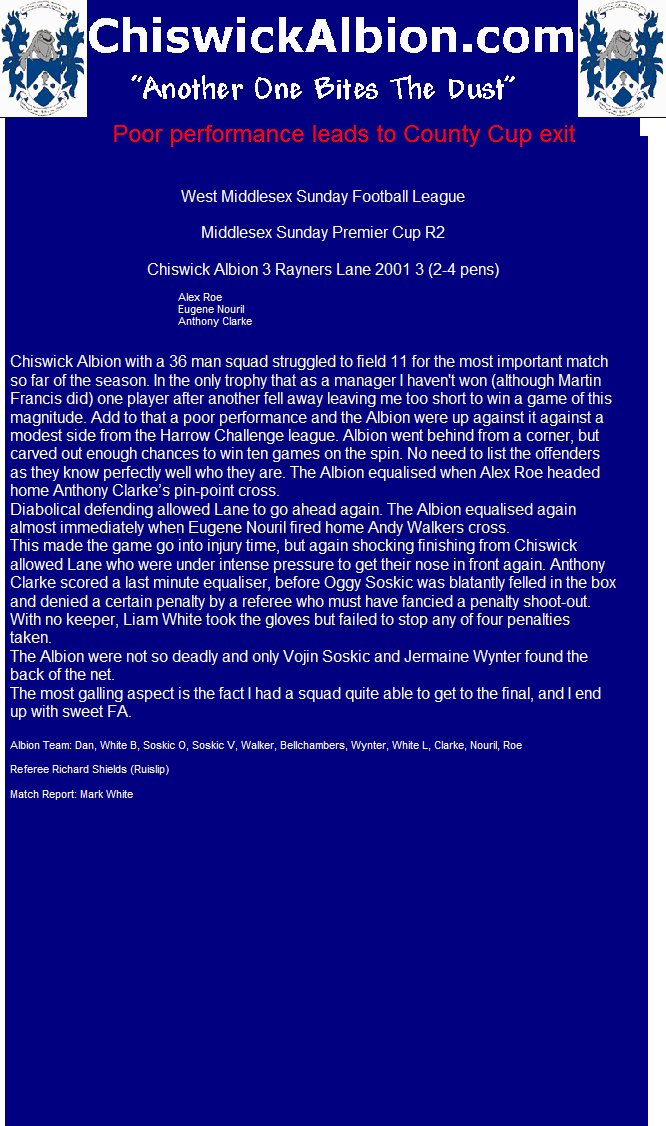 ChiswickAlbion.com
"Another One Bites The Dust"
Poor performance leads to County Cup exit
West Middlesex Sunday Football League
Middlesex Sunday Premier Cup R2
Chiswick Albion 3 Rayners Lane 2001 3 (2-4 pens)
Alex Roe
Eugene Nouril
Anthony Clarke
Chiswick Albion with a 36 man squad struggled to field 11 for the most important match
so far of the season. In the only trophy that as a manager I haven't won (although Martin
Francis did) one player after another fell away leaving me too short to win a game of this
magnitude. Add to that a poor performance and the Albion were up against it against a
modest side from the Harrow Challenge league. Albion went behind from a corner, but
carved out enough chances to win ten games on the spin. No need to list the offenders
as they know perfectly well who they are. The Albion equalised when Alex Roe headed
home Anthony Clarke's pin-point cross.
Diabolical defending allowed Lane to go ahead again. The Albion equalised again
almost immediately when Eugene Nouril fired home Andy Walkers cross.
This made the game go into injury time, but again shocking finishing from Chiswick
allowed Lane who were under intense pressure to get their nose in front again. Anthony
Clarke scored a last minute equaliser, before Oggy Soskic was blatantly felled in the box
and denied a certain penalty by a referee who must have fancied a penalty shoot-out.
With no keeper, Liam White took the gloves but failed to stop any of four penalties
taken.
The Albion were not so deadly and only Vojin Soskic and Jermaine Wynter found the
back of the net.
The most galling aspect is the fact I had a squad quite able to get to the final, and I end
up with sweet FA.
Albion Team: Dan, White B, Soskic O, Soskic V, Walker, Bellchambers, Wynter, White L, Clarke, Nouril, Roe
Referee Richard Shields (Ruislip)
Match Report: Mark White